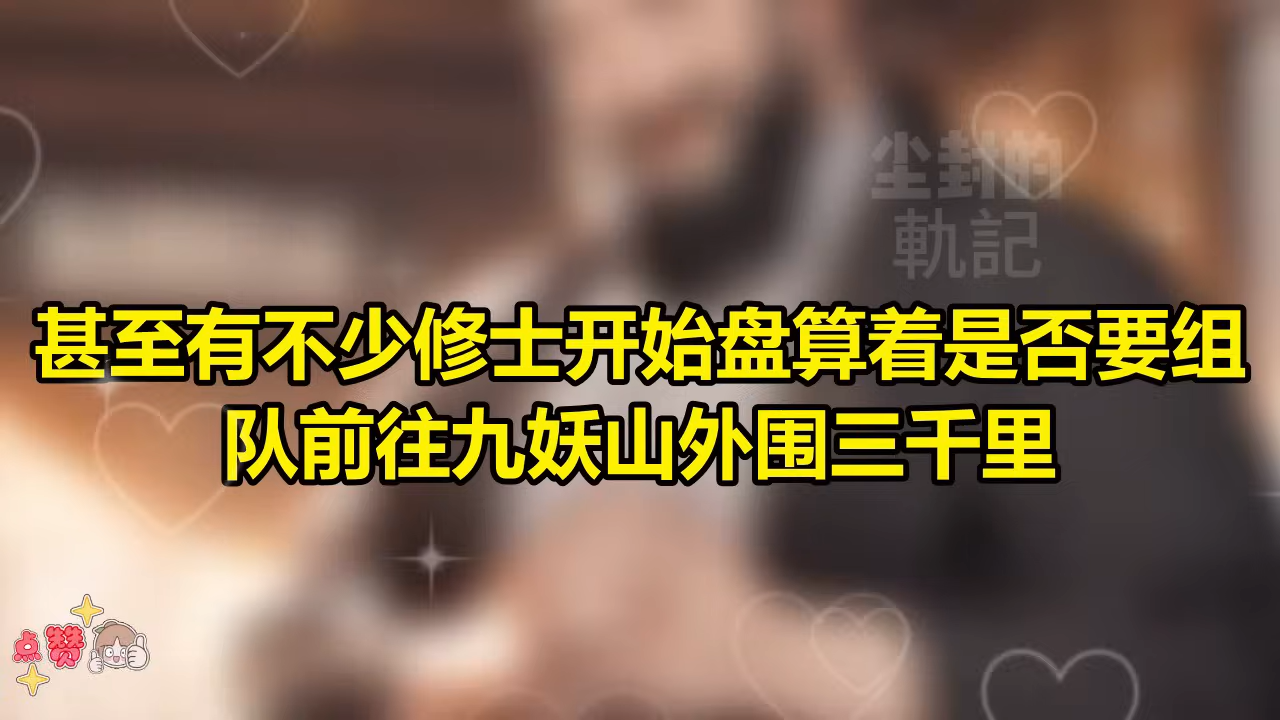 尘封的
軌記
甚至有不少修士开始盘算着是否要组
队前往九妖山外围三千里
点赞